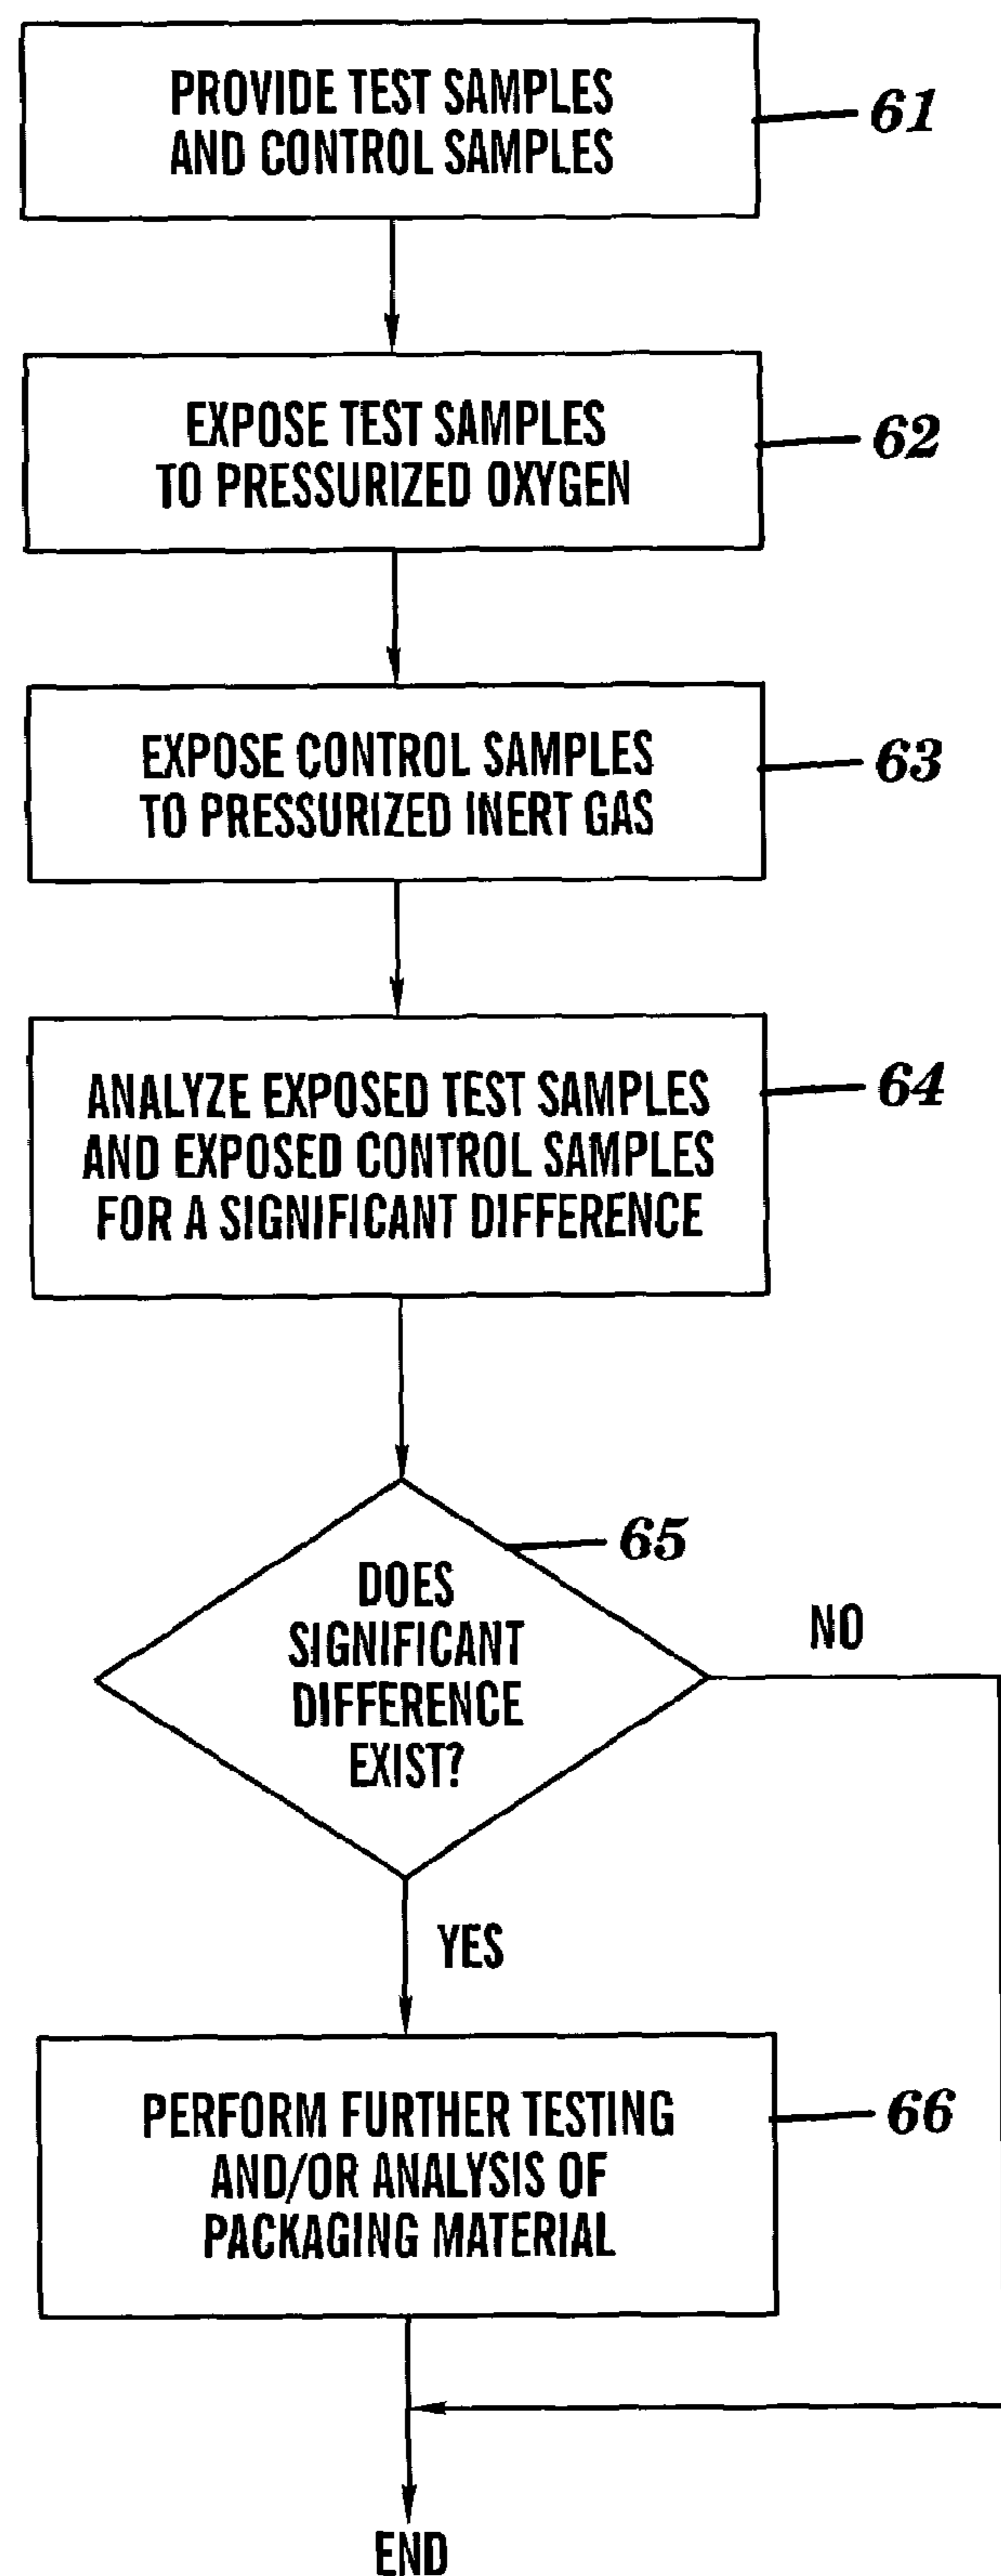 PROVIDE TEST SAMPLES
AND CONTROL SAMPLES
61
EXPOSE TEST SAMPLES
TO PRESSURIZED OXYGEN
62
EXPOSE CONTROL SAMPLES
TO PRESSURIZED INERT GAS
63
ANALYZE EXPOSED TEST SAMPLES
AND EXPOSED CONTROL SAMPLES
FOR A SIGNIFICANT DIFFERENCE
64
65
DOES
SIGNIFICANT
DIFFERENCE
EXIST?
NO
YES
PERFORM FURTHER TESTING
AND/OR ANALYSIS OF
PACKAGING MATERIAL
66
END